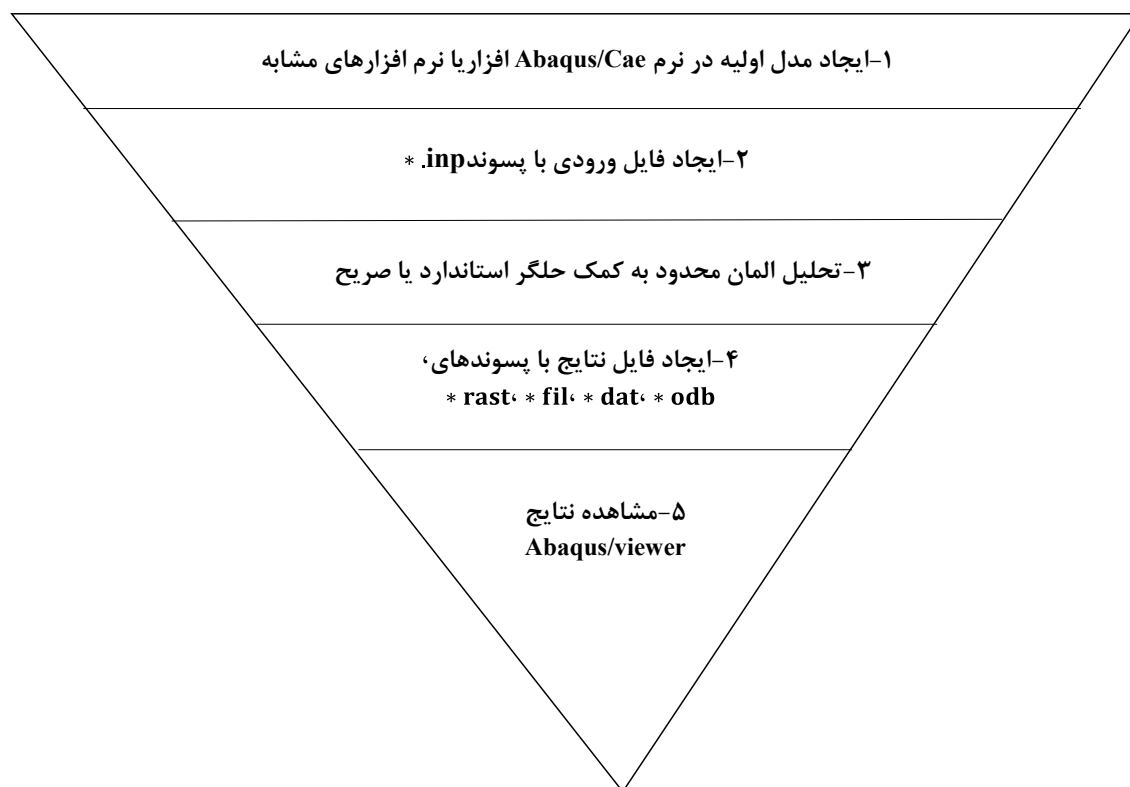 ۱-ایجاد مدل اولیه در نرم Abaqus/Cae افزاریا نرم افزارهای مشابه
۲-ایجاد فایل ورودی با پسوندinp. *
۳-تحلیل المان محدود به کمک حلگر استاندارد یا صریح
۴-ایجاد فایل نتایج با پسوندهای،
* rast، * fil، * dat، * odb
۵-مشاهده نتایج
Abaqus/viewer